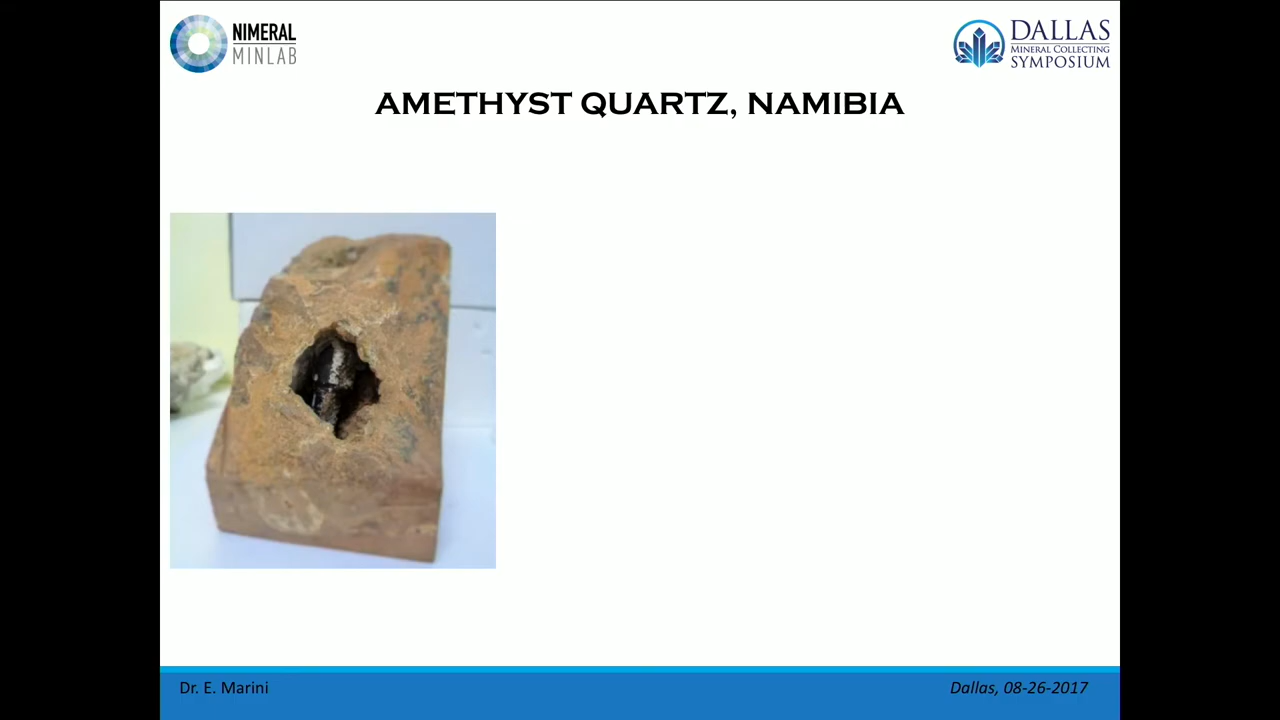 NIMERAL
MINLAB
DALLAS
MINERAL COLLECTING
SYMPOSIUM
AMETHYST QUARTZ, NAMIBIA
Dr. E. Marini
Dallas, 08-26-2017